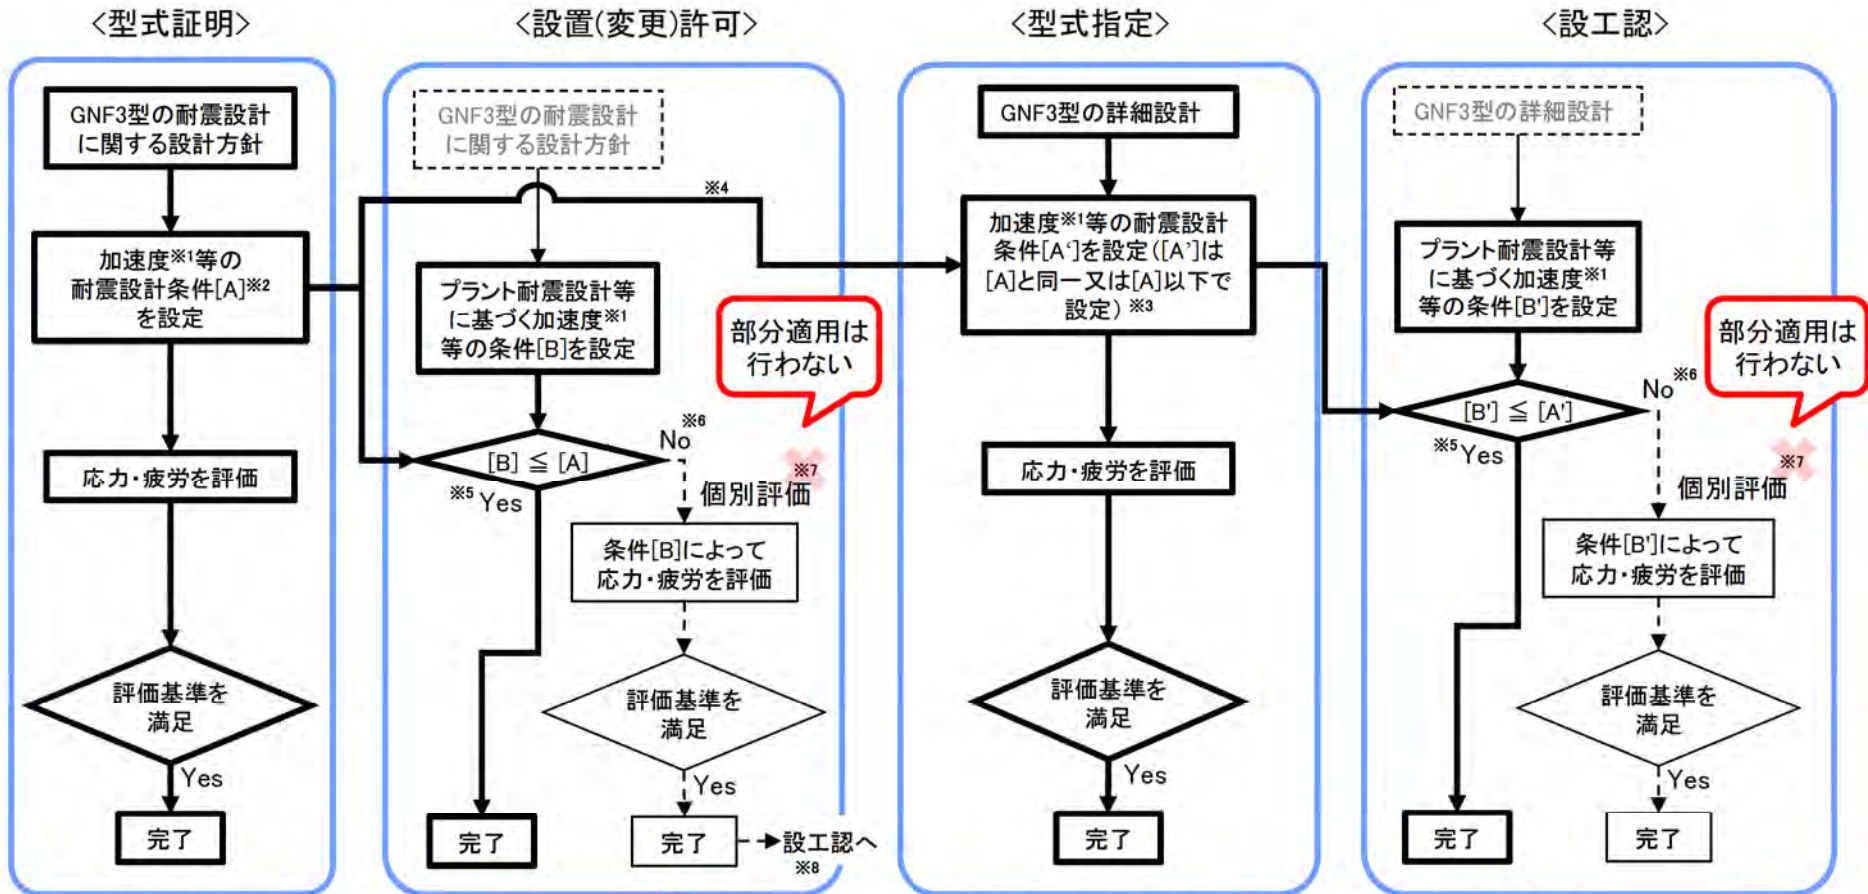 <型式証明>
GNF3型の耐震設計
に関する設計方針
加速度※1等の
耐震設計条件[A]※2
を設定
応力・疲労を評価
評価基準を
満足
Yes
完了
<設置(変更)許可>
GNF3型の耐震設計
に関する設計方針
※4
プラント耐震設計等
に基づく加速度※1
等の条件[B]を設定
部分適用は
行わない
[B] ≦ [A]
No※6
※7
※5 Yes
個別評価
条件[B]によって
応力・疲労を評価
評価基準を
満足
Yes
完了
完了
設工認へ
※8
<型式指定>
GNF3型の詳細設計
加速度※1等の耐震設計
条件[A‘]を設定([A’]は
[A]と同一又は[A]以下で
設定) ※3
応力・疲労を評価
評価基準を
満足
Yes
完了
<設工認>
GNF3型の詳細設計
プラント耐震設計等
に基づく加速度※1
等の条件[B']を設定
部分適用は
行わない
[B'] ≦ [A']
No※6
※7
※5 Yes
個別評価
条件[B']によって
応力・疲労を評価
評価基準を
満足
Yes
完了
完了